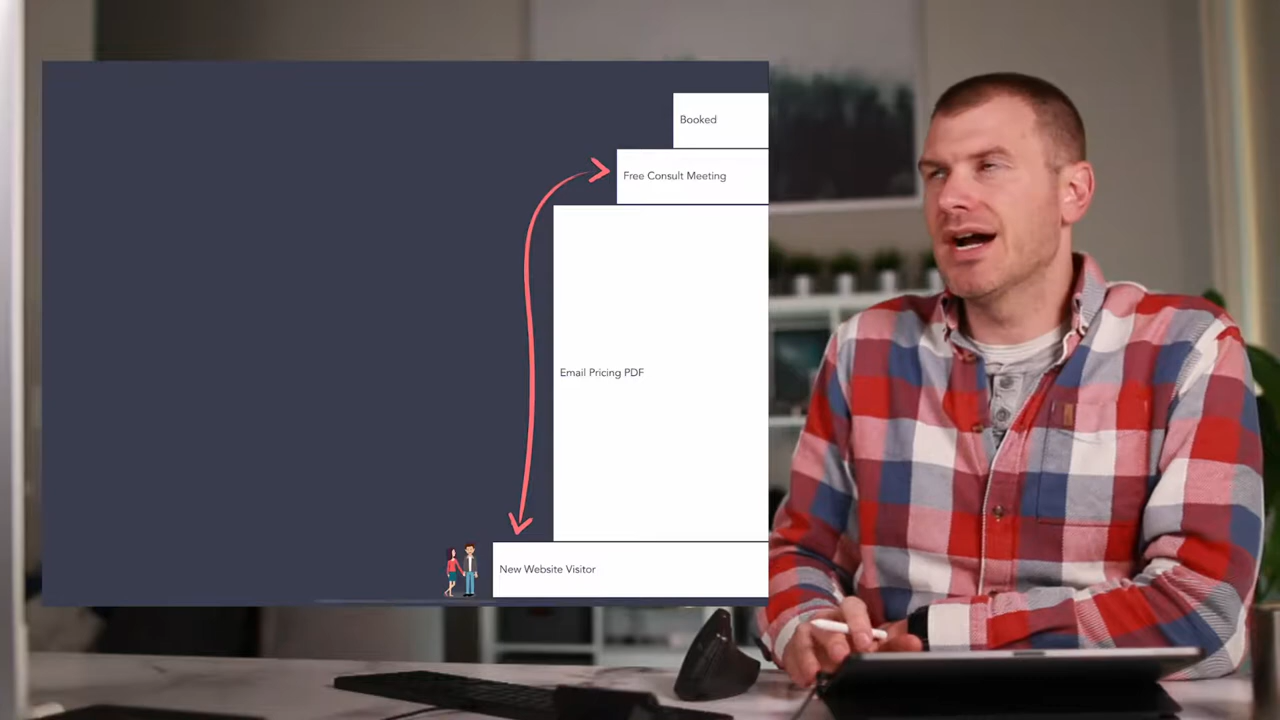 Booked
Free Consult Meeting
Email Pricing PDF
New Website Visitor